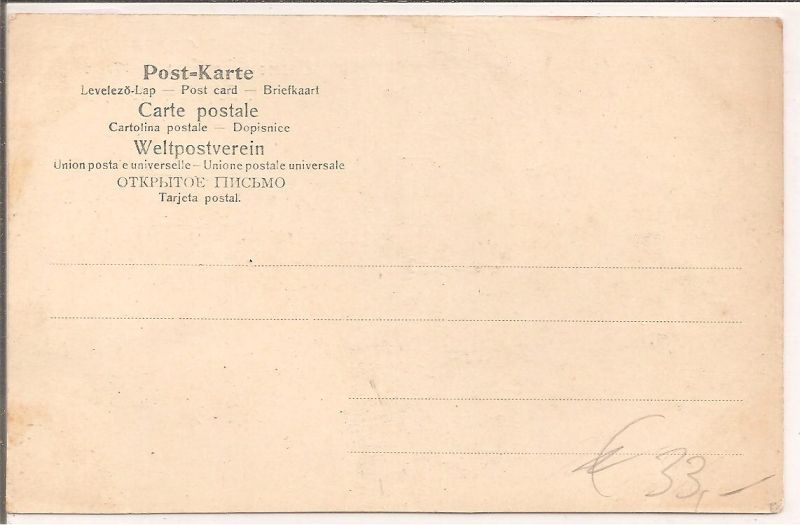 Post-Karte
Levelező-Lap — Post card — Briefkaart
Carte postale
Cartolina postale — Dopisnice
Weltpostverein
Union postale universelle – Unione postale universale
ОТКРЫТОЕ ПИСЬМО
Tarjeta postal.
€ 33,-